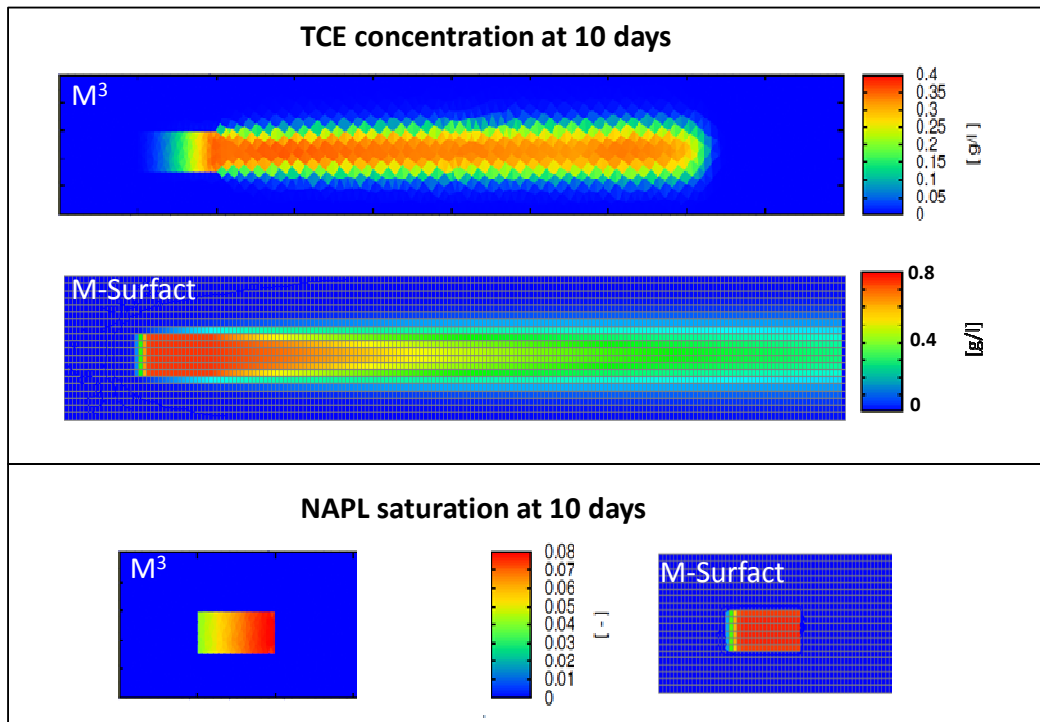 TCE concentration at 10 days
M³
0.4
0.35
0.3
0.25
0.2
0.15
0.1
0.05
0
[ g/l ]
M-Surfact
0.8
0.4
0
[g/l]
NAPL saturation at 10 days
M³
0.08
0.07
0.06
0.05
0.04
0.03
0.02
0.01
0
[ - ]
M-Surfact